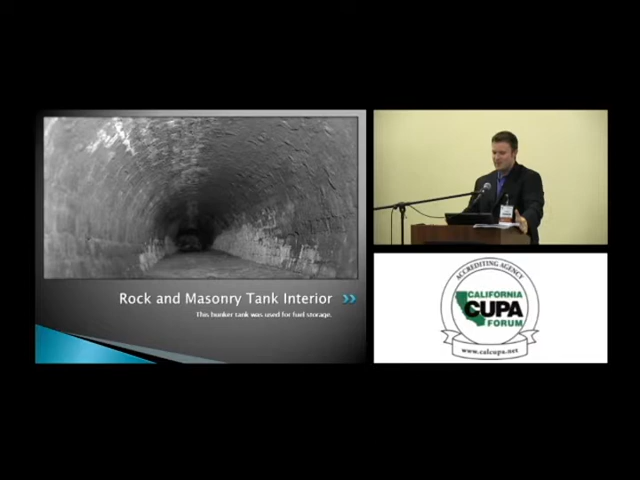 Rock and Masonry Tank Interior
This bunker tank was used for fuel storage.
ACCREDITING AGENCY
CALIFORNIA
CUPA
FORUM
www.calcupa.net